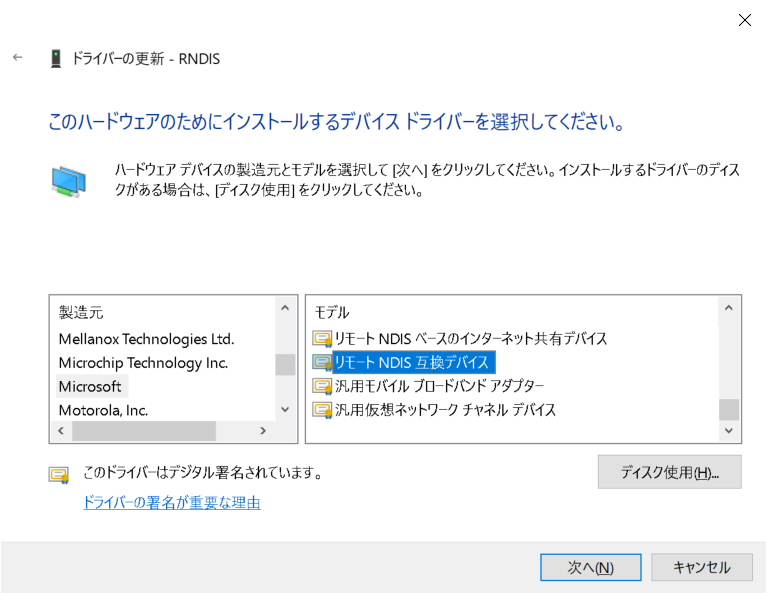 ドライバーの更新 - RNDIS
このハードウェアのためにインストールするデバイス ドライバーを選択してください。
ハードウェア デバイスの製造元とモデルを選択して [次へ] をクリックしてください。インストールするドライバーのディス
クがある場合は、[ディスク使用] をクリックしてください。
製造元
Mellanox Technologies Ltd.
Microchip Technology Inc.
Microsoft
Motorola, Inc.
モデル
リモート NDIS ベースのインターネット共有デバイス
リモート NDIS 互換デバイス
汎用モバイル ブロードバンド アダプター
汎用仮想ネットワーク チャネル デバイス
このドライバーはデジタル署名されています。
ドライバーの署名が重要な理由
ディスク使用(H)...
次へ(N)
キャンセル